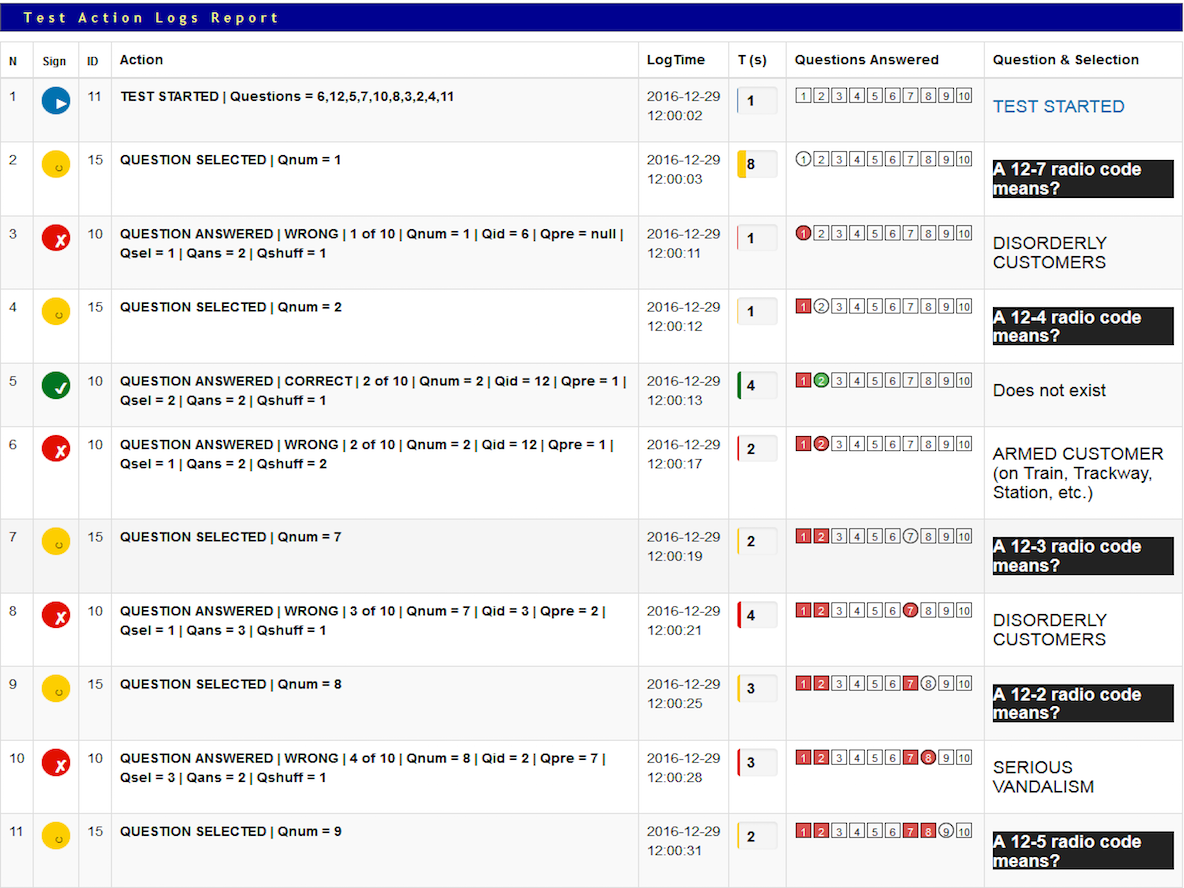 Test Action Logs Report
N Sign ID Action LogTime T (s) Questions Answered Question & Selection
1 11 TEST STARTED | Questions = 6,12,5,7,10,8,3,2,4,11 2016-12-29 1 1 2 3 4 5 6 7 8 9 10 TEST STARTED
12:00:02
2 15 QUESTION SELECTED | Qnum = 1 2016-12-29 8 1 2 3 4 5 6 7 8 9 10 A 12-7 radio code
12:00:03 means?
3 10 QUESTION ANSWERED | WRONG | 1 of 10 | Qnum = 1 | Qid = 6 | Qpre = null | 2016-12-29 1 1 2 3 4 5 6 7 8 9 10 DISORDERLY
Qsel = 1 | Qans = 2 | Qshuff = 1 12:00:11 CUSTOMERS
4 15 QUESTION SELECTED | Qnum = 2 2016-12-29 1 1 2 3 4 5 6 7 8 9 10 A 12-4 radio code
12:00:12 means?
5 10 QUESTION ANSWERED | CORRECT | 2 of 10 | Qnum = 2 | Qid = 12 | Qpre = 1 | 2016-12-29 4 1 2 3 4 5 6 7 8 9 10 Does not exist
Qsel = 2 | Qans = 2 | Qshuff = 1 12:00:13
6 10 QUESTION ANSWERED | WRONG | 2 of 10 | Qnum = 2 | Qid = 12 | Qpre = 1 | 2016-12-29 2 1 2 3 4 5 6 7 8 9 10 ARMED CUSTOMER
Qsel = 1 | Qans = 2 | Qshuff = 2 12:00:17 (on Train, Trackway,
Station, etc.)
7 15 QUESTION SELECTED | Qnum = 7 2016-12-29 2 1 2 3 4 5 6 7 8 9 10 A 12-3 radio code
12:00:19 means?
8 10 QUESTION ANSWERED | WRONG | 3 of 10 | Qnum = 7 | Qid = 3 | Qpre = 2 | 2016-12-29 4 1 2 3 4 5 6 7 8 9 10 DISORDERLY
Qsel = 1 | Qans = 3 | Qshuff = 1 12:00:21 CUSTOMERS
9 15 QUESTION SELECTED | Qnum = 8 2016-12-29 3 1 2 3 4 5 6 7 8 9 10 A 12-2 radio code
12:00:25 means?
10 10 QUESTION ANSWERED | WRONG | 4 of 10 | Qnum = 8 | Qid = 2 | Qpre = 7 | 2016-12-29 3 1 2 3 4 5 6 7 8 9 10 SERIOUS
Qsel = 3 | Qans = 2 | Qshuff = 1 12:00:28 VANDALISM
11 15 QUESTION SELECTED | Qnum = 9 2016-12-29 2 1 2 3 4 5 6 7 8 9 10 A 12-5 radio code
12:00:31 means?